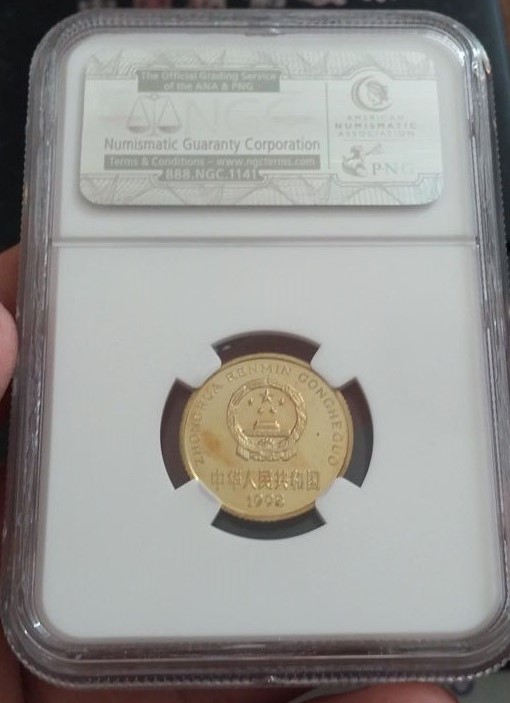 The Official Grading Service
of the ANA & PNG
NGC
Numismatic Guaranty Corporation
Terms & Conditions – www.ngcterms.com
888.NGC.1141
AMERICAN
NUMISMATIC
ASSOCIATION
PNG
ZHONGHUA RENMIN GONGHEGUO
中华人民共和国
1998